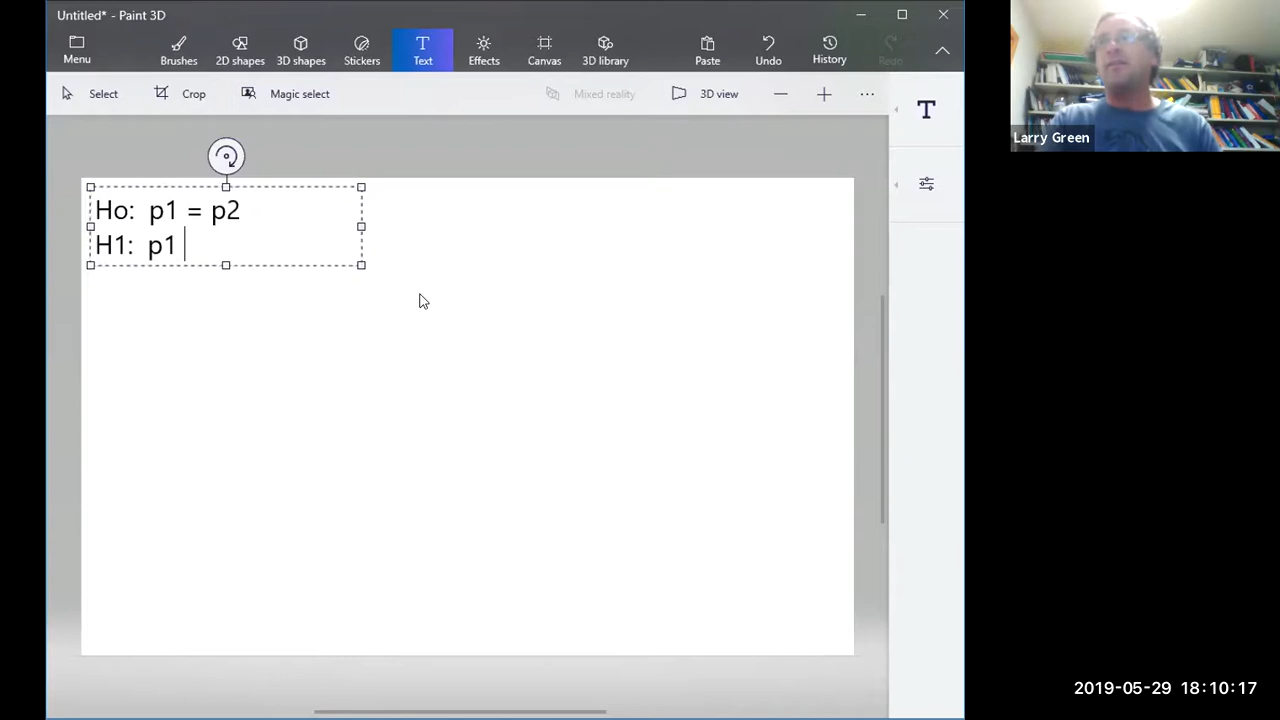 Untitled* - Paint 3D
Menu
Brushes
2D shapes
3D shapes
Stickers
Text
Effects
Canvas
3D library
Paste
Undo
History
Redo
Select
Crop
Magic select
Mixed reality
3D view
T
Larry Green
Ho: p1 = p2
H1: p1
2019-05-29 18:10:17